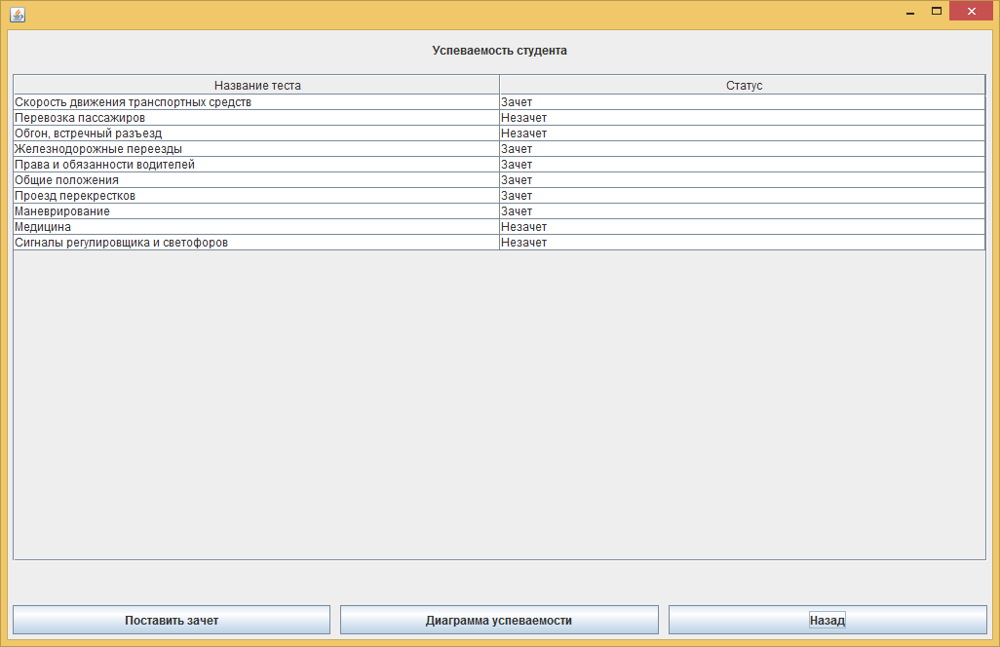 Успеваемость студента
Название теста Статус
Скорость движения транспортных средств Зачет
Перевозка пассажиров Незачет
Обгон, встречный разъезд Незачет
Железнодорожные переезды Зачет
Права и обязанности водителей Зачет
Общие положения Зачет
Проезд перекрестков Зачет
Маневрирование Зачет
Медицина Незачет
Сигналы регулировщика и светофоров Незачет
Поставить зачет Диаграмма успеваемости Назад